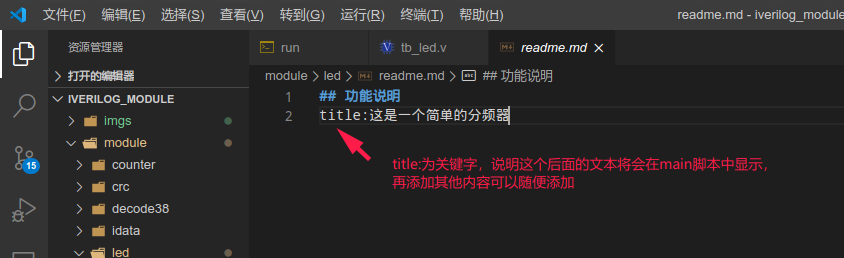 文件(F) 编辑(E) 选择(S) 查看(V) 转到(G) 运行(R) 终端(T) 帮助(H) readme.md - iverilog_module
资源管理器 run tb_led.v readme.md
打开的编辑器 module > led > readme.md > ## 功能说明
IVERILOG_MODULE 1 ## 功能说明
imgs 2 title:这是一个简单的分频器
module
counter title:为关键字，说明这个后面的文本将会在main脚本中显示，
crc 再添加其他内容可以随便添加
15
decode38
idata
led